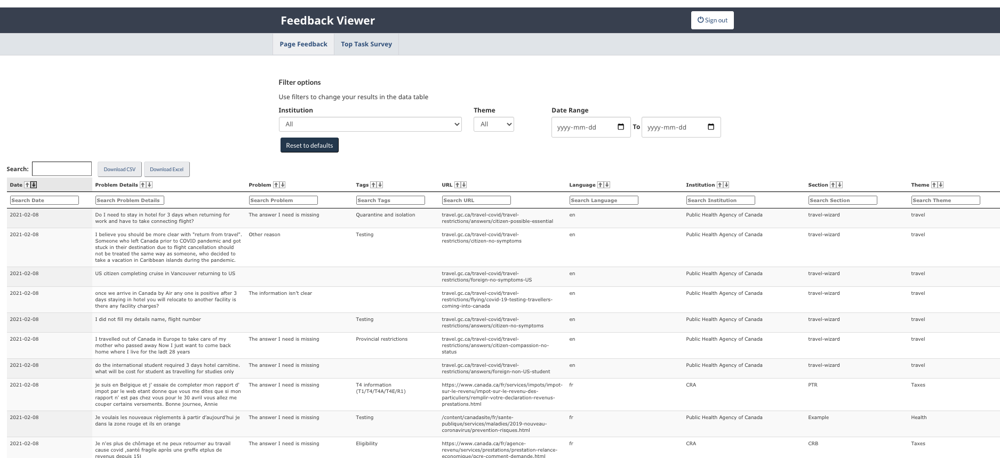 Feedback Viewer
Sign out
Page Feedback
Top Task Survey
Filter options
Use filters to change your results in the data table
Institution
Theme
Date Range
All
All
yyyy-mm-dd
To
yyyy-mm-dd
Reset to defaults
Search:
Download CSV
Download Excel
Date
Problem Details
Problem
Tags
URL
Language
Institution
Section
Theme
Search Date
Search Problem Details
Search Problem
Search Tags
Search URL
Search Language
Search Institution
Search Section
Search Theme
2021-02-08
Do I need to stay in hotel for 3 days when returning for
work and have to take connecting flight?
The answer I need is missing
Quarantine and isolation
travel.gc.ca/travel-covid/travel-
restrictions/answers/citizen-possible-essential
en
Public Health Agency of Canada
travel-wizard
travel
2021-02-08
I believe you should be more clear with "return from travel".
Someone who left Canada prior to COVID pandemic and got
stuck in their destination due to flight cancellation should
not be treated the same way as someone, who decided to
take a vacation in Caribbean islands during the pandemic.
Other reason
Testing
travel.gc.ca/travel-covid/travel-
restrictions/citizen-no-symptoms
en
Public Health Agency of Canada
travel-wizard
travel
2021-02-08
US citizen completing cruise in Vancouver returning to US
travel.gc.ca/travel-covid/travel-
restrictions/foreign-no-symptoms-US
en
Public Health Agency of Canada
travel-wizard
travel
2021-02-08
once we arrive in Canada by Air any one is positive after 3
days staying in hotel you will relocate to another facility is
there any facility charges?
The information isn't clear
travel.gc.ca/travel-covid/travel-
restrictions/flying/covid-19-testing-travellers-
coming-into-canada
en
Public Health Agency of Canada
travel-wizard
travel
2021-02-08
I did not fill my details name, flight number
Testing
travel.gc.ca/travel-covid/travel-
restrictions/answers/citizen-no-symptoms
en
Public Health Agency of Canada
travel-wizard
travel
2021-02-08
I travelled out of Canada in Europe to take care of my
mother who passed away Now I just want to come back
home where I live for the ladt 28 years
The answer I need is missing
Provincial restrictions
travel.gc.ca/travel-covid/travel-
restrictions/answers/citizen-compassion-no-
status
en
Public Health Agency of Canada
travel-wizard
travel
2021-02-08
do the international student required 3 days hotel carnitine.
what will be cost for student as travelling for studies only
The answer I need is missing
travel.gc.ca/travel-covid/travel-
restrictions/answers/foreign-non-US-student
en
Public Health Agency of Canada
travel-wizard
travel
2021-02-08
je suis en Belgique et j' essaie de completer mon rapport d'
impot par le web etant donne que vous me dites que si mon
rapport n' est pas chez vous pour le 30 avril vous allez me
couper certains versements. Bonne journee, Annie
The answer I need is missing
T4 information
(T1/T4/T4A/T4E/R1)
https://www.canada.ca/fr/services/impots/impot-
sur-le-revenu/impot-sur-le-revenu-des-
particuliers/remplir-votre-declaration-revenus-
prestations.html
fr
CRA
PTR
Taxes
2021-02-08
Je voulais les nouveaux règlements à partir d'aujourd'hui je
dans la zone rouge et ils en orange
The answer I need is missing
Testing
/content/canadasite/fr/sante-
publique/services/maladies/2019-nouveau-
coronavirus/prevention-risques.html
fr
Public Health Agency of Canada
Example
Health
2021-02-08
Je n'es plus de chômage et ne peux retourner au travail
cause covid ,santé fragile après une greffe etplus de
revenus depuis 15j
The answer I need is missing
Eligibility
https://www.canada.ca/fr/agence-
revenu/services/prestations/prestation-relance-
economique/pcre-comment-demande.html
fr
CRA
CRB
Taxes